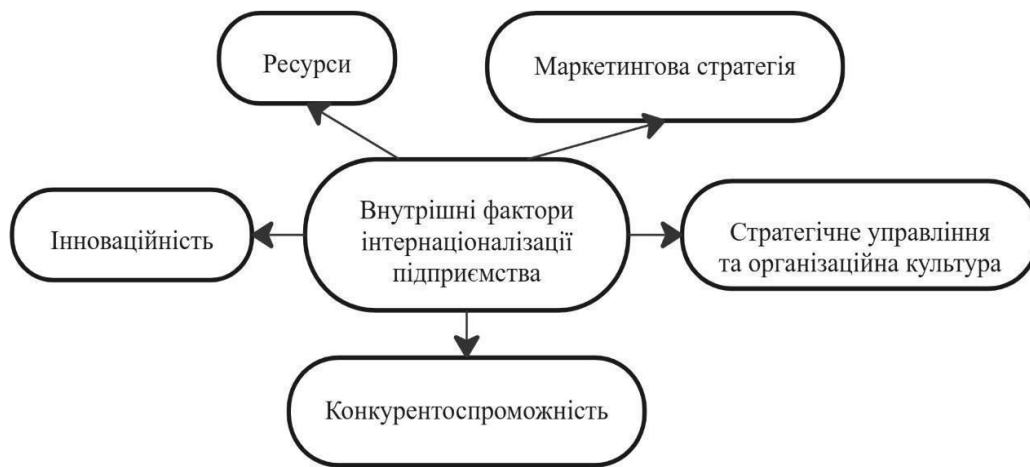 Ресурси
Маркетингова стратегія
Інноваційність
Внутрішні фактори
інтернаціоналізації
підприємства
Стратегічне управління
та організаційна культура
Конкурентоспроможність